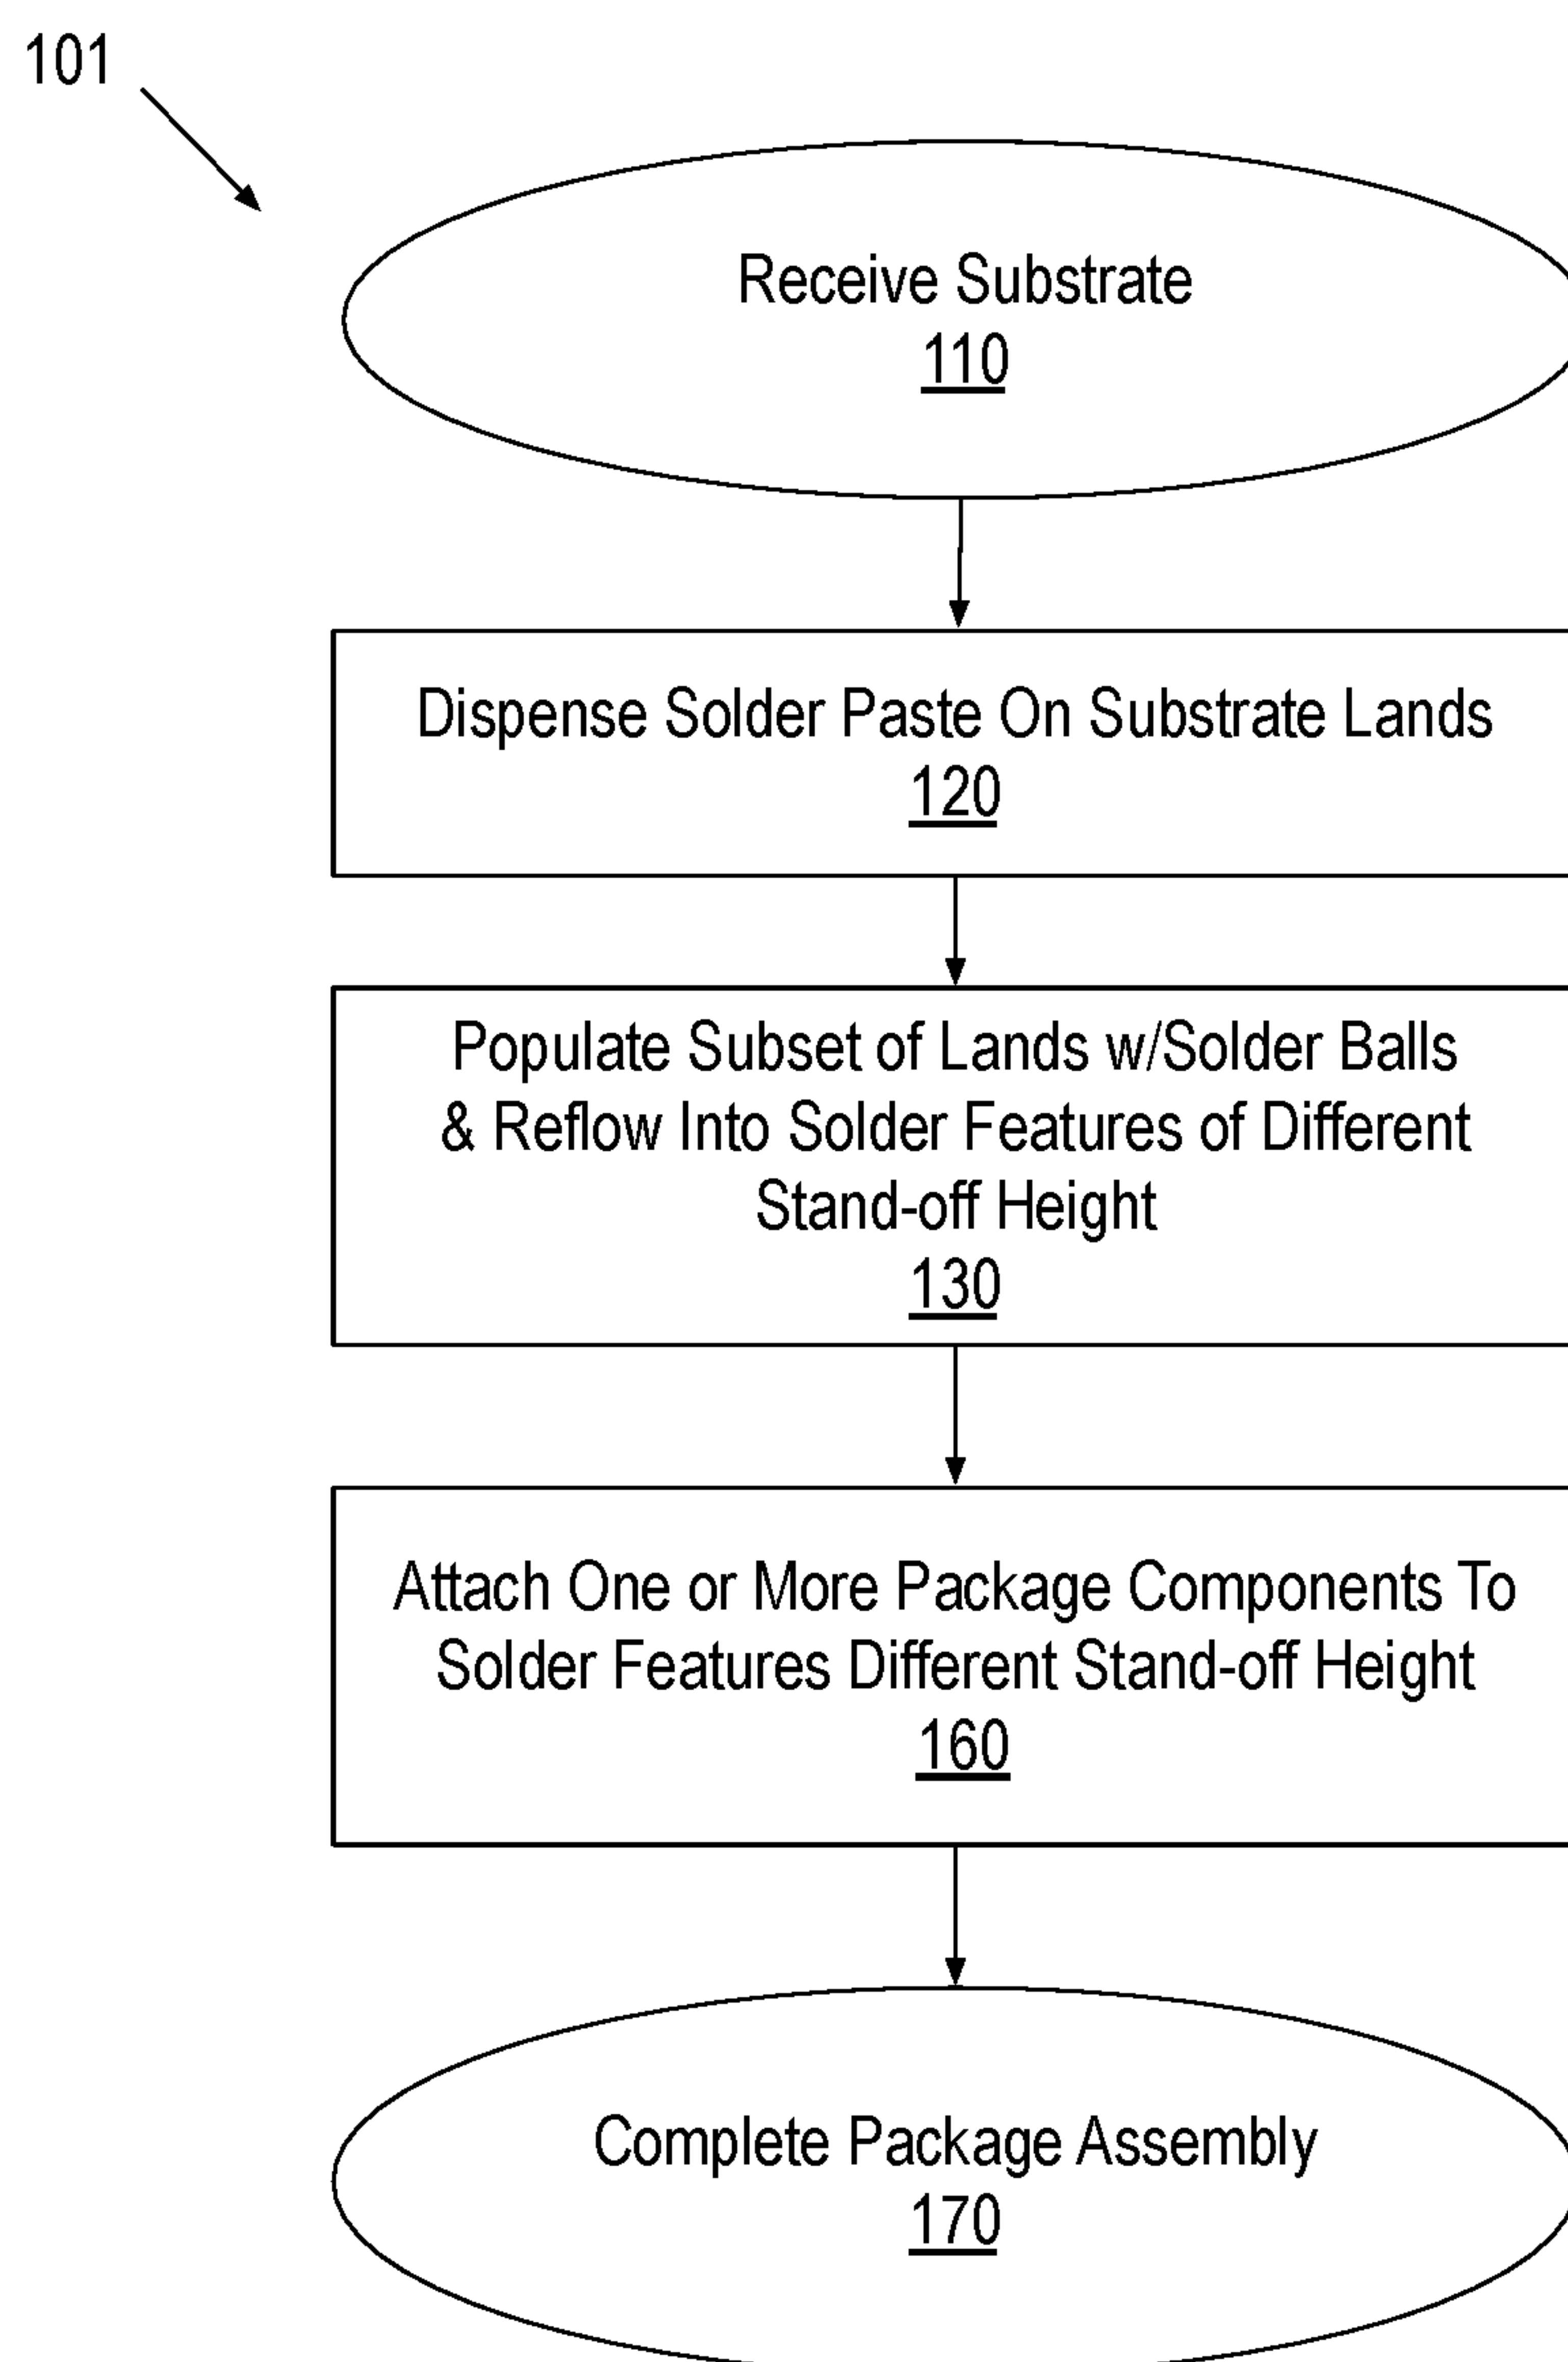 101
Receive Substrate
110
Dispense Solder Paste On Substrate Lands
120
Populate Subset of Lands w/Solder Balls
& Reflow Into Solder Features of Different
Stand-off Height
130
Attach One or More Package Components To
Solder Features Different Stand-off Height
160
Complete Package Assembly
170